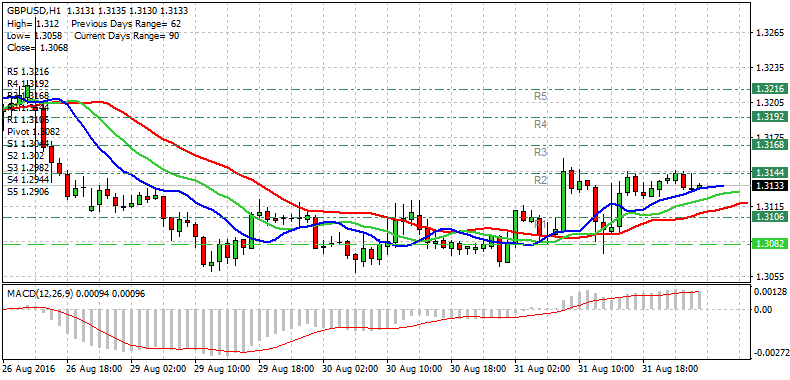 GBPUSD,H1 1.3131 1.3135 1.3130 1.3133
High= 1.312 Previous Days Range= 62
Low= 1.3058 Current Days Range= 90
Close= 1.3068
R5 1.3216
R4 1.3192
R3 1.3168
R1 1.3106
Pivot 1.3082
S2 1.302
S3 1.2982
S4 1.2944
S5 1.2906
R5
R4
R3
R2
1.3265
1.3235
1.3216
1.3205
1.3192
1.3175
1.3168
1.3144
1.3133
1.3115
1.3106
1.3082
1.3055
MACD(12,26,9) 0.00094 0.00096
0.00128
0.00
-0.00272
26 Aug 2016
26 Aug 18:00
29 Aug 02:00
29 Aug 10:00
29 Aug 18:00
30 Aug 02:00
30 Aug 10:00
30 Aug 18:00
31 Aug 02:00
31 Aug 10:00
31 Aug 18:00